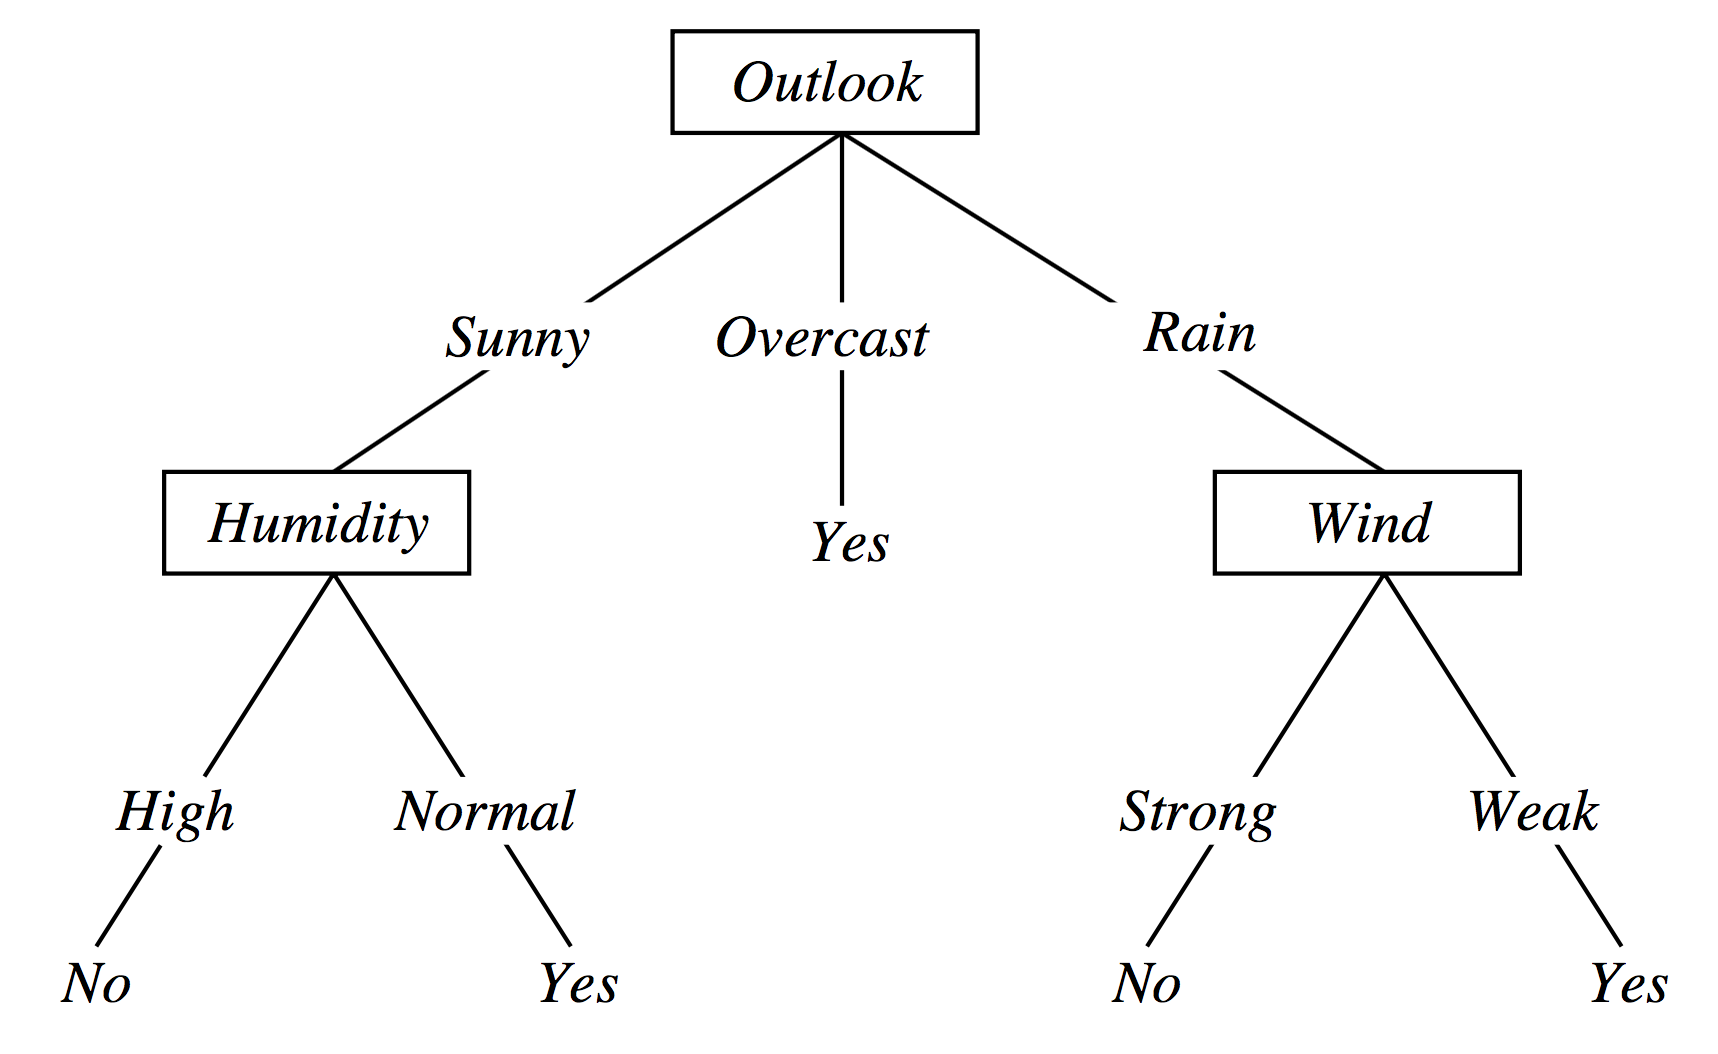 Outlook
Sunny Overcast Rain
Humidity Yes Wind
High Normal Strong Weak
No Yes No Yes